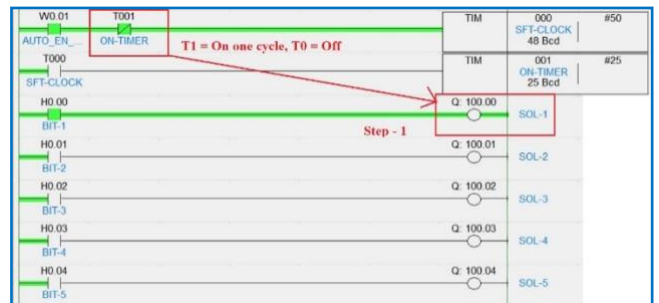 W0.01 T001 TIM 000 #50
AUTO_EN_... ON-TIMER SFT-CLOCK
48 Bcd
T1 = On one cycle, T0 = Off
T000 TIM 001 #25
SFT-CLOCK ON-TIMER
25 Bcd
H0.00 Q: 100.00
BIT-1 SOL-1
Step - 1
H0.01 Q: 100.01
BIT-2 SOL-2
H0.02 Q: 100.02
BIT-3 SOL-3
H0.03 Q: 100.03
BIT-4 SOL-4
H0.04 Q: 100.04
BIT-5 SOL-5